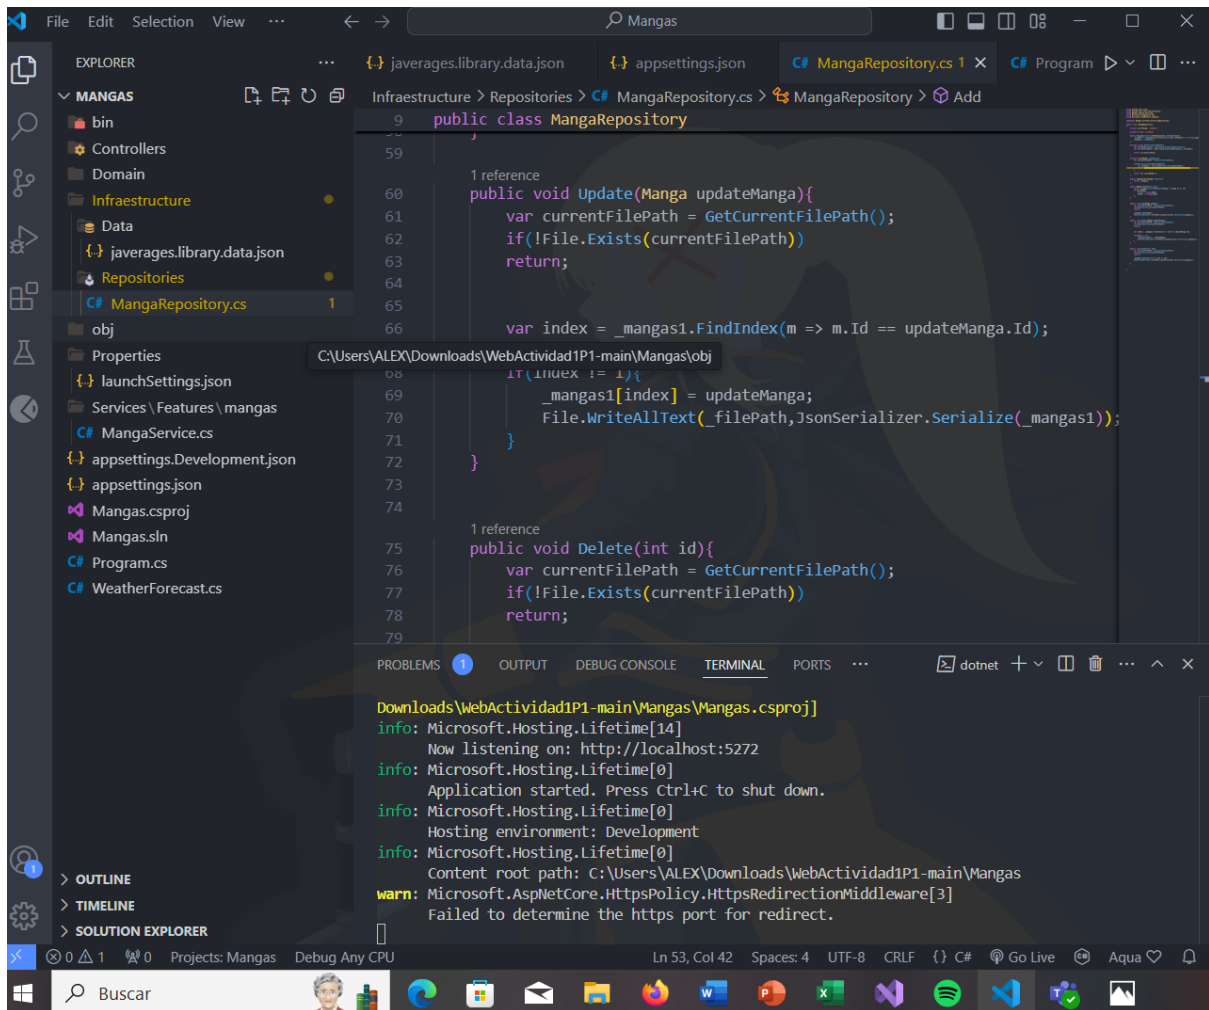 File Edit Selection View ··· Mangas
EXPLORER ···
MANGAS
bin
Controllers
Domain
Infraestructure
Data
{··} javerages.library.data.json
Repositories
C# MangaRepository.cs 1
obj
Properties
{··} launchSettings.json
Services\Features\mangas
C# MangaService.cs
{··} appsettings.Development.json
{··} appsettings.json
Mangas.csproj
Mangas.sln
C# Program.cs
C# WeatherForecast.cs
OUTLINE
TIMELINE
SOLUTION EXPLORER
1
{··} javerages.library.data.json {··} appsettings.json C# MangaRepository.cs 1 C# Program ···
Infraestructure > Repositories > C# MangaRepository.cs > MangaRepository > Add
9 public class MangaRepository
58 }
59
1 reference
60 public void Update(Manga updateManga){
61 var currentFilePath = GetCurrentFilePath();
62 if(!File.Exists(currentFilePath))
63 return;
64
65
66 var index = _mangas1.FindIndex(m => m.Id == updateManga.Id);
C:\Users\ALEX\Downloads\WebActividad1P1-main\Mangas\obj
68 if(index != 1){
69 _mangas1[index] = updateManga;
70 File.WriteAllText(_filePath,JsonSerializer.Serialize(_mangas1));
71 }
72 }
73
74
1 reference
75 public void Delete(int id){
76 var currentFilePath = GetCurrentFilePath();
77 if(!File.Exists(currentFilePath))
78 return;
79
PROBLEMS 1 OUTPUT DEBUG CONSOLE TERMINAL PORTS ··· dotnet ···
Downloads\WebActividad1P1-main\Mangas\Mangas.csproj]
info: Microsoft.Hosting.Lifetime[14]
Now listening on: http://localhost:5272
info: Microsoft.Hosting.Lifetime[0]
Application started. Press Ctrl+C to shut down.
info: Microsoft.Hosting.Lifetime[0]
Hosting environment: Development
info: Microsoft.Hosting.Lifetime[0]
Content root path: C:\Users\ALEX\Downloads\WebActividad1P1-main\Mangas
warn: Microsoft.AspNetCore.HttpsPolicy.HttpsRedirectionMiddleware[3]
Failed to determine the https port for redirect.
0 1 0 Projects: Mangas Debug Any CPU Ln 53, Col 42 Spaces: 4 UTF-8 CRLF {} C# Go Live Aqua
Buscar